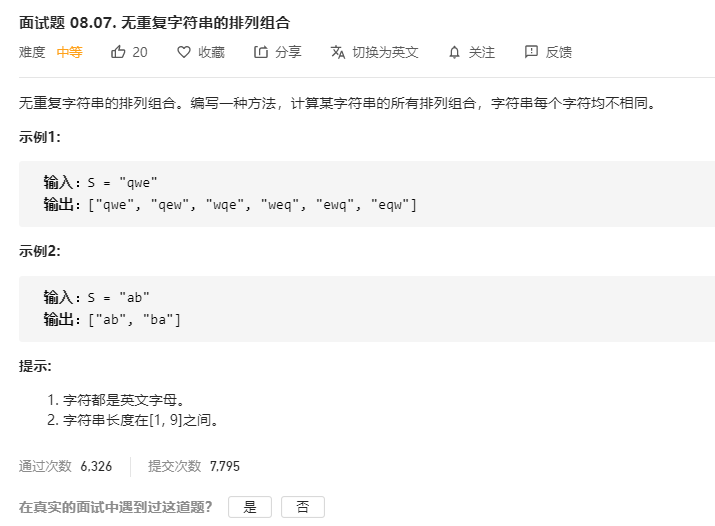 面试题 08.07. 无重复字符串的排列组合
难度 中等 20 收藏 分享 切换为英文 关注 反馈
无重复字符串的排列组合。编写一种方法，计算某字符串的所有排列组合，字符串每个字符均不相同。
示例1:
输入：S = "qwe"
输出：["qwe", "qew", "wqe", "weq", "ewq", "eqw"]
示例2:
输入：S = "ab"
输出：["ab", "ba"]
提示:
1. 字符都是英文字母。
2. 字符串长度在[1, 9]之间。
通过次数 6,326 提交次数 7,795
在真实的面试中遇到过这道题？ 是 否